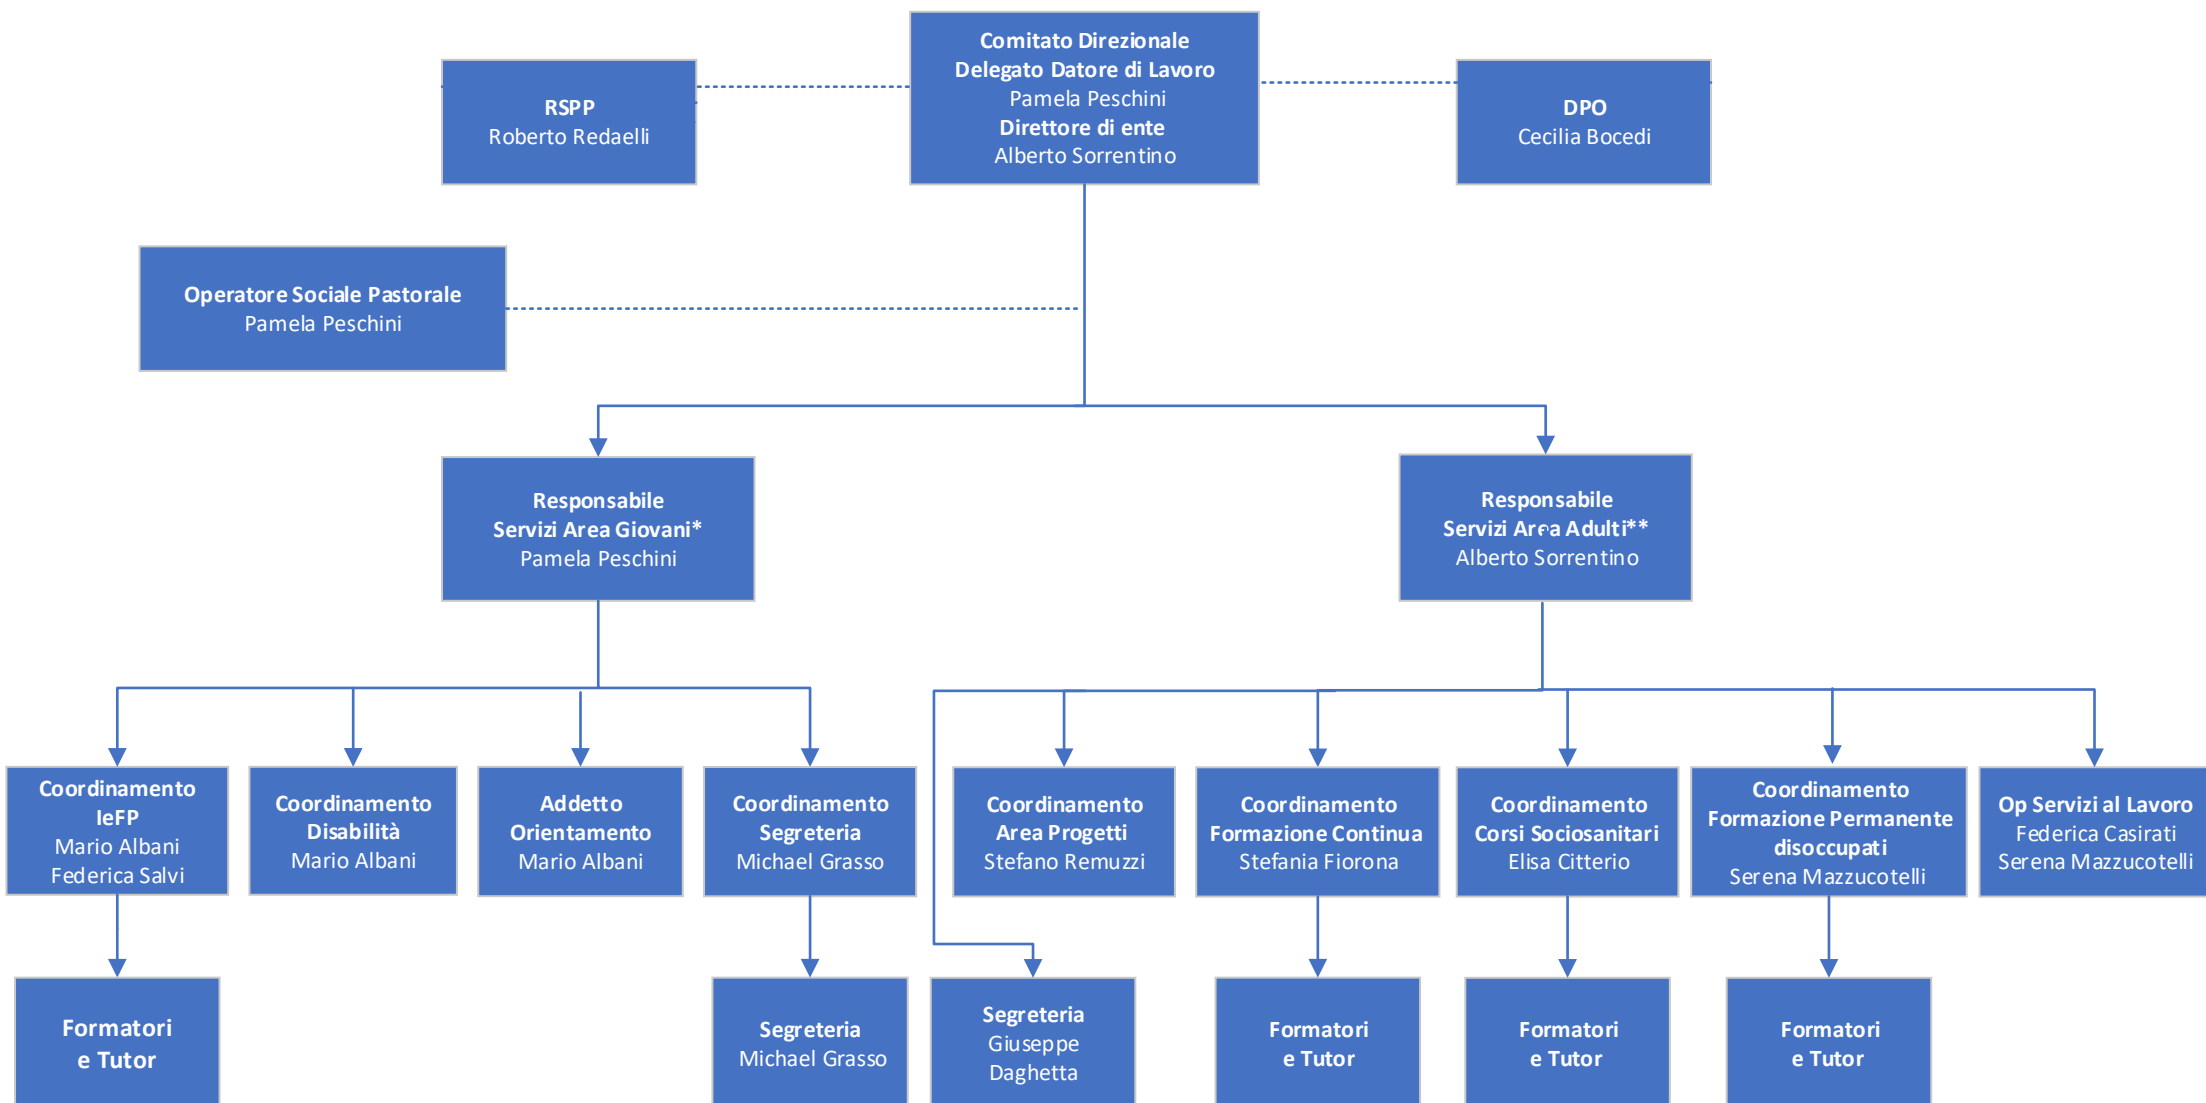 Comitato Direzionale
Delegato Datore di Lavoro
Pamela Peschini
Direttore di ente
Alberto Sorrentino
RSPP
Roberto Redaelli
DPO
Cecilia Bocedi
Operatore Sociale Pastorale
Pamela Peschini
Responsabile
Servizi Area Giovani*
Pamela Peschini
Responsabile
Servizi Area Adulti**
Alberto Sorrentino
Coordinamento
IeFP
Mario Albani
Federica Salvi
Coordinamento
Disabilità
Mario Albani
Addetto
Orientamento
Mario Albani
Coordinamento
Segreteria
Michael Grasso
Coordinamento
Area Progetti
Stefano Remuzzi
Coordinamento
Formazione Continua
Stefania Fiorona
Coordinamento
Corsi Sociosanitari
Elisa Citterio
Coordinamento
Formazione Permanente
disoccupati
Serena Mazzucotelli
Op Servizi al Lavoro
Federica Casirati
Serena Mazzucotelli
Formatori
e Tutor
Segreteria
Michael Grasso
Segreteria
Giuseppe
Daghetta
Formatori
e Tutor
Formatori
e Tutor
Formatori
e Tutor